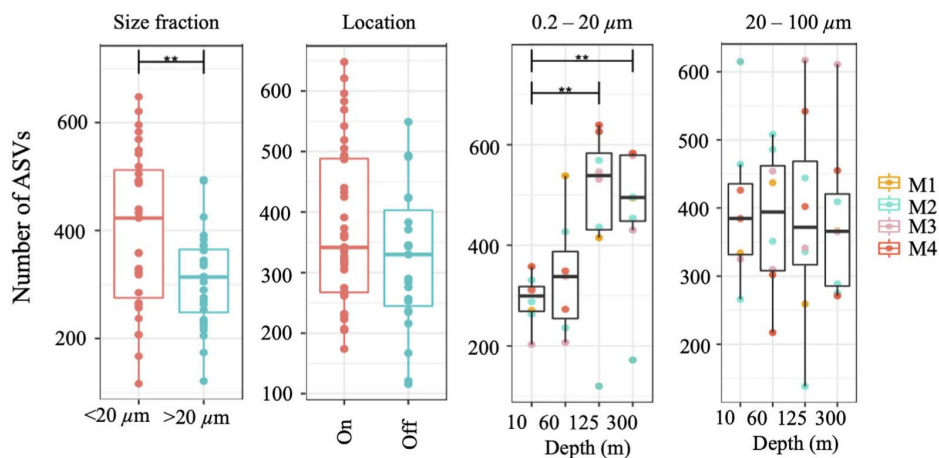 Size fraction
Location
0.2 – 20 µm
20 – 100 µm
Number of ASVs
**
600
400
200
<20 µm
>20 µm
600
500
400
300
200
100
On
Off
**
**
600
400
200
10
60
125
300
Depth (m)
600
500
400
300
200
10
60
125
300
Depth (m)
M1
M2
M3
M4